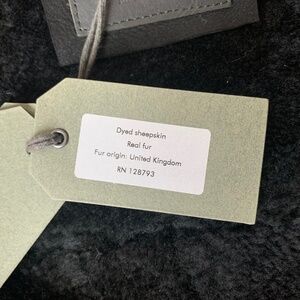 Dyed sheepskin
Real fur
Fur origin: United Kingdom
RN 128793